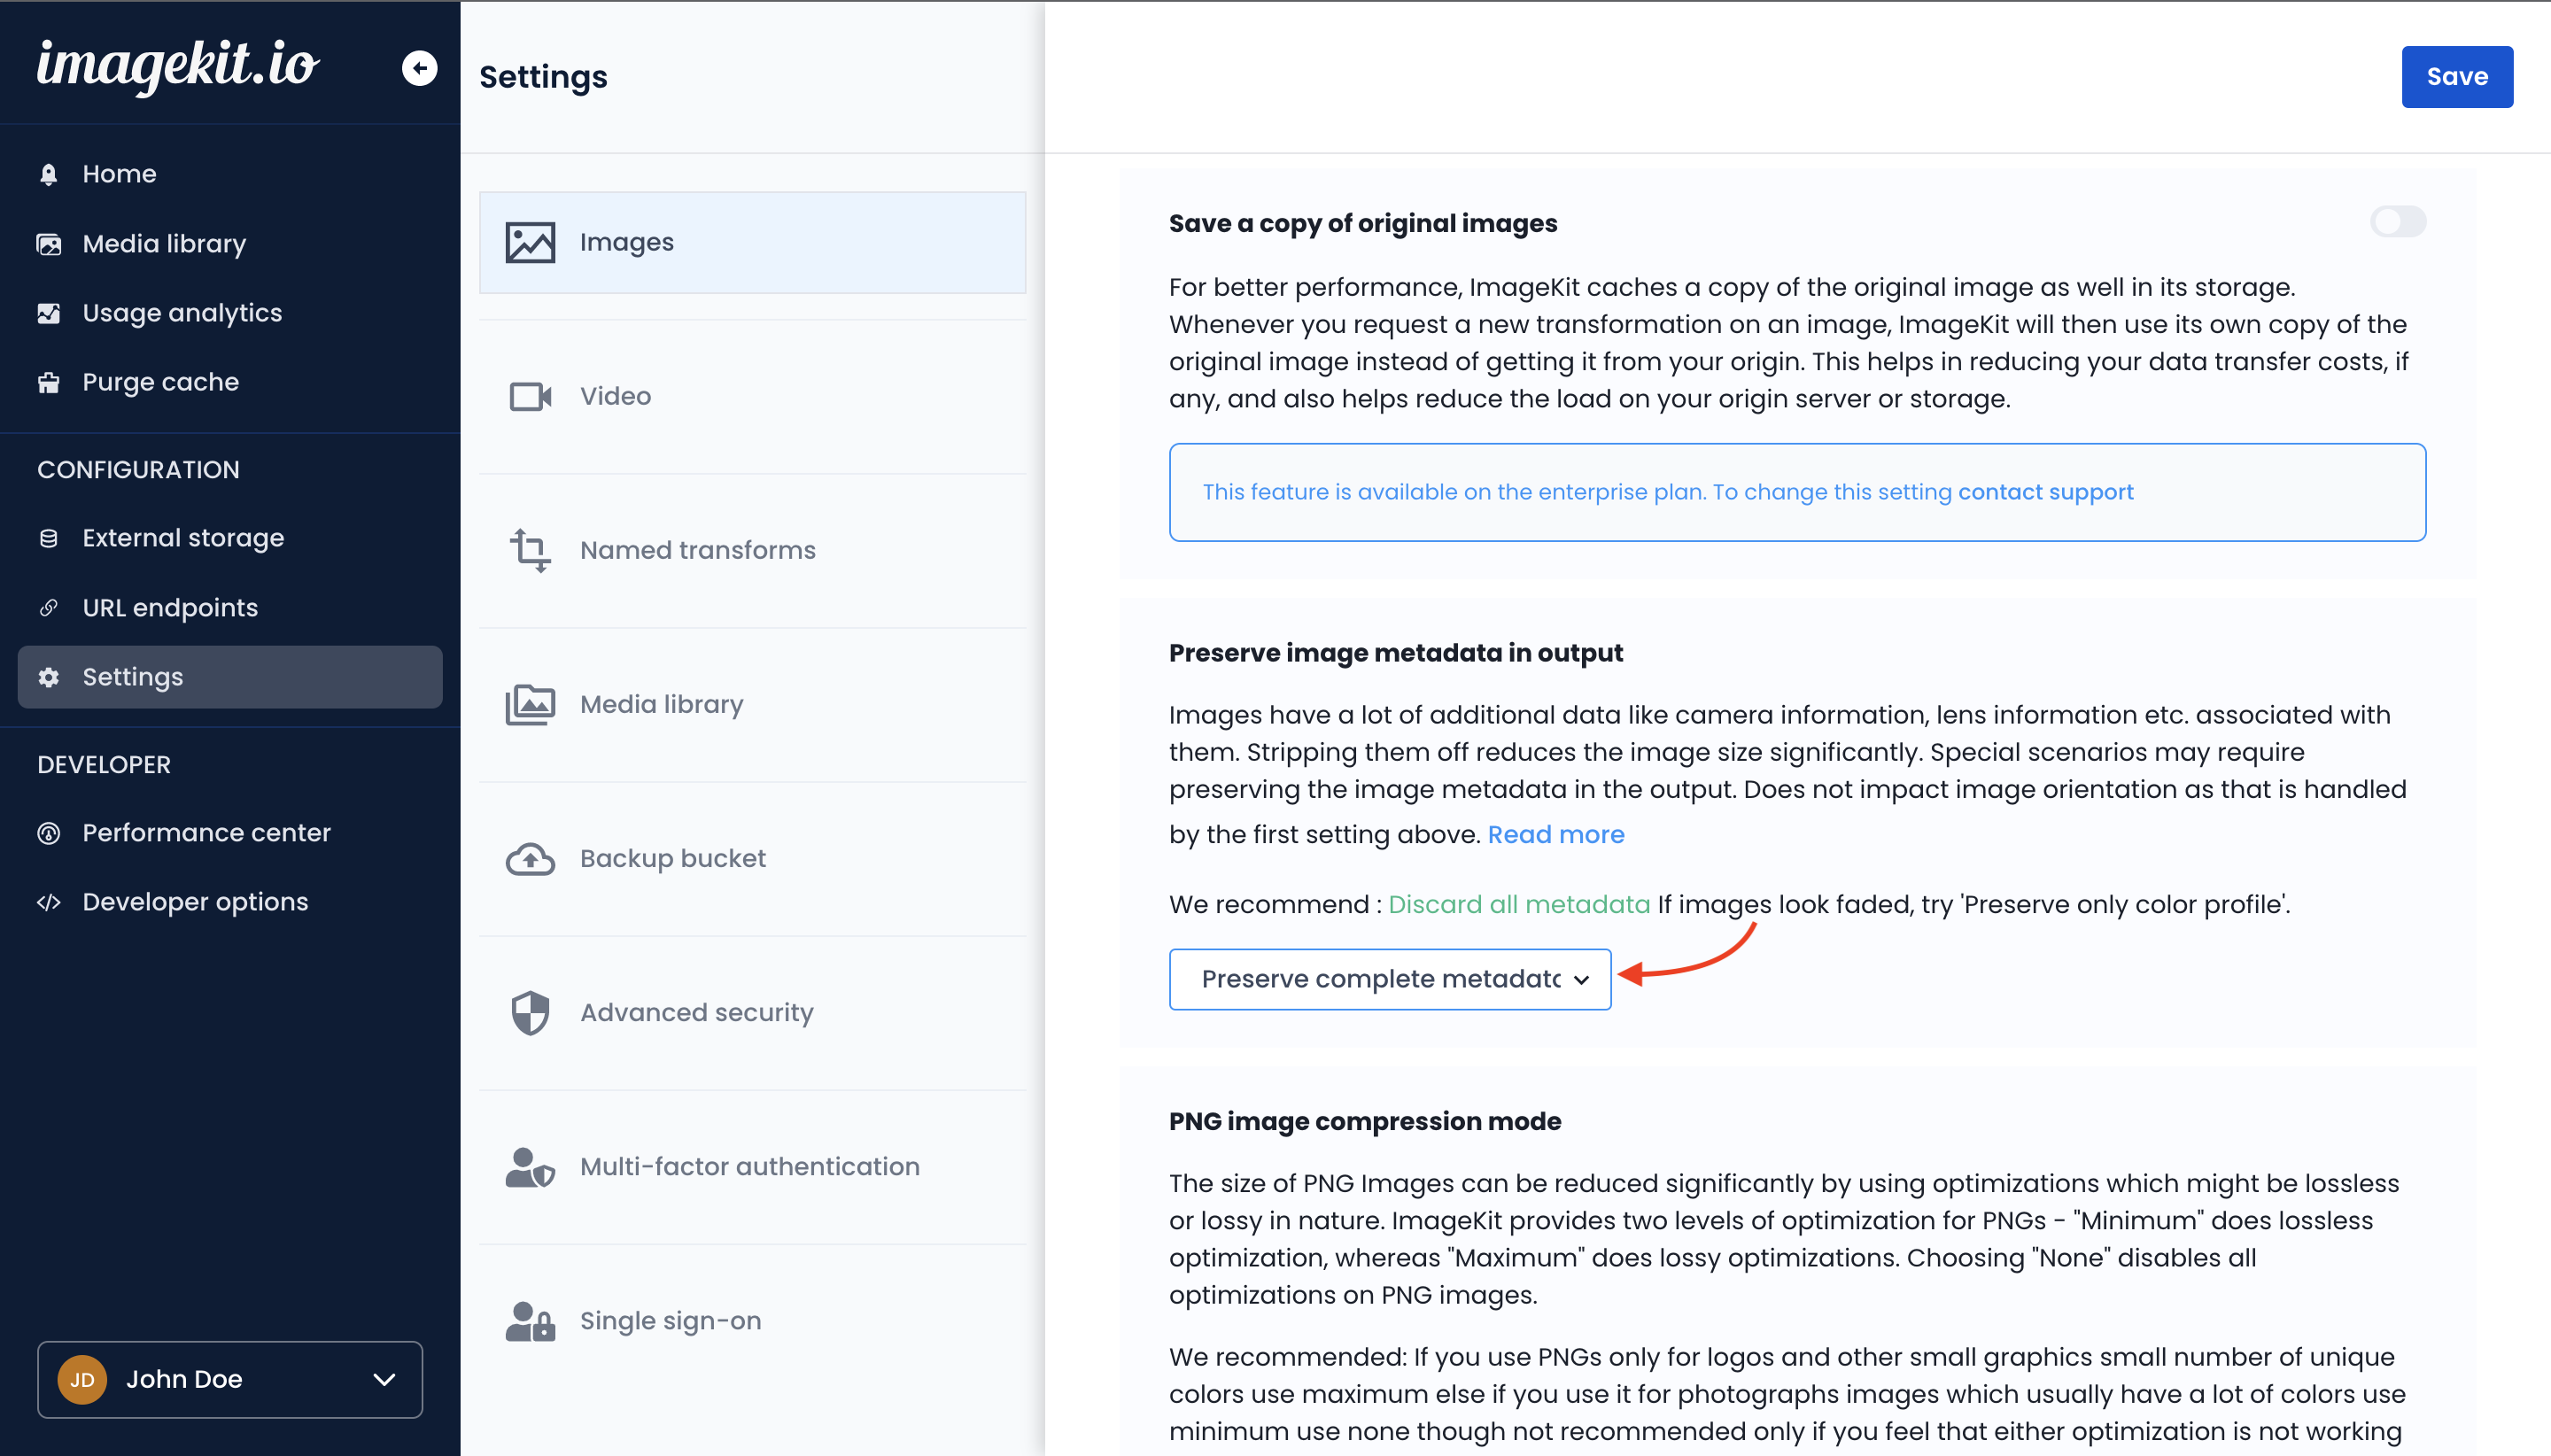 imagekit.io
Home
Media library
Usage analytics
Purge cache
CONFIGURATION
External storage
URL endpoints
Settings
DEVELOPER
Performance center
Developer options
JD
John Doe
Settings
Images
Video
Named transforms
Media library
Backup bucket
Advanced security
Multi-factor authentication
Single sign-on
Save
Save a copy of original images
For better performance, ImageKit caches a copy of the original image as well in its storage.
Whenever you request a new transformation on an image, ImageKit will then use its own copy of the
original image instead of getting it from your origin. This helps in reducing your data transfer costs, if
any, and also helps reduce the load on your origin server or storage.
This feature is available on the enterprise plan. To change this setting contact support
Preserve image metadata in output
Images have a lot of additional data like camera information, lens information etc. associated with
them. Stripping them off reduces the image size significantly. Special scenarios may require
preserving the image metadata in the output. Does not impact image orientation as that is handled
by the first setting above. Read more
We recommend : Discard all metadata If images look faded, try 'Preserve only color profile'.
Preserve complete metadata
PNG image compression mode
The size of PNG Images can be reduced significantly by using optimizations which might be lossless
or lossy in nature. ImageKit provides two levels of optimization for PNGs - "Minimum" does lossless
optimization, whereas "Maximum" does lossy optimizations. Choosing "None" disables all
optimizations on PNG images.
We recommended: If you use PNGs only for logos and other small graphics small number of unique
colors use maximum else if you use it for photographs images which usually have a lot of colors use
minimum use none though not recommended only if you feel that either optimization is not working